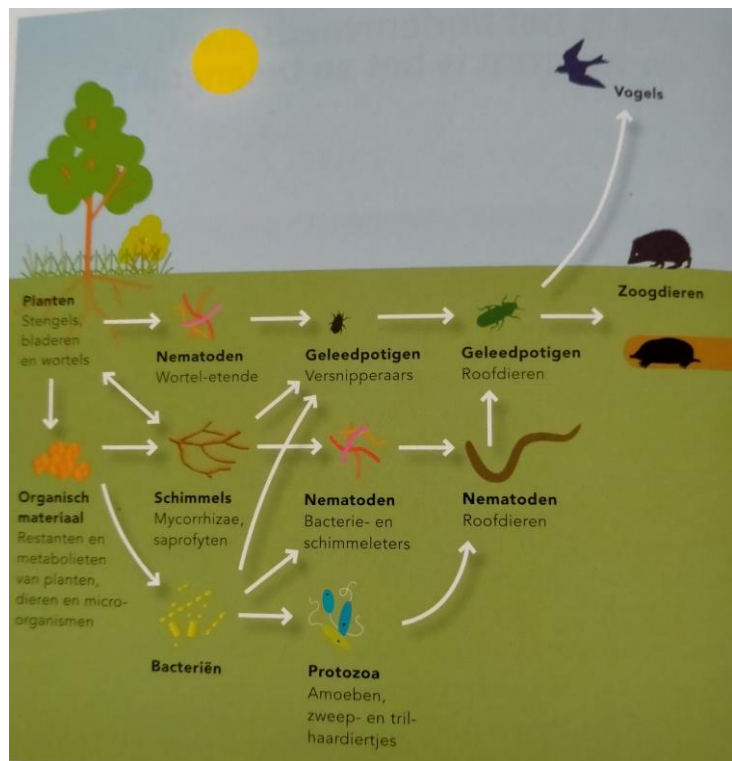 Vogels
Zoogdieren
Planten
Stengels,
bladeren
en wortels
Nematoden
Wortel-etende
Geleedpotigen
Versnipperaars
Geleedpotigen
Roofdieren
Organisch
materiaal
Restanten en
metabolieten
van planten,
dieren en micro-
organismen
Schimmels
Mycorrhizae,
saprofyten
Nematoden
Bacterie- en
schimmeleters
Nematoden
Roofdieren
Bacteriën
Protozoa
Amoeben,
zweep- en tril-
haardiertjes